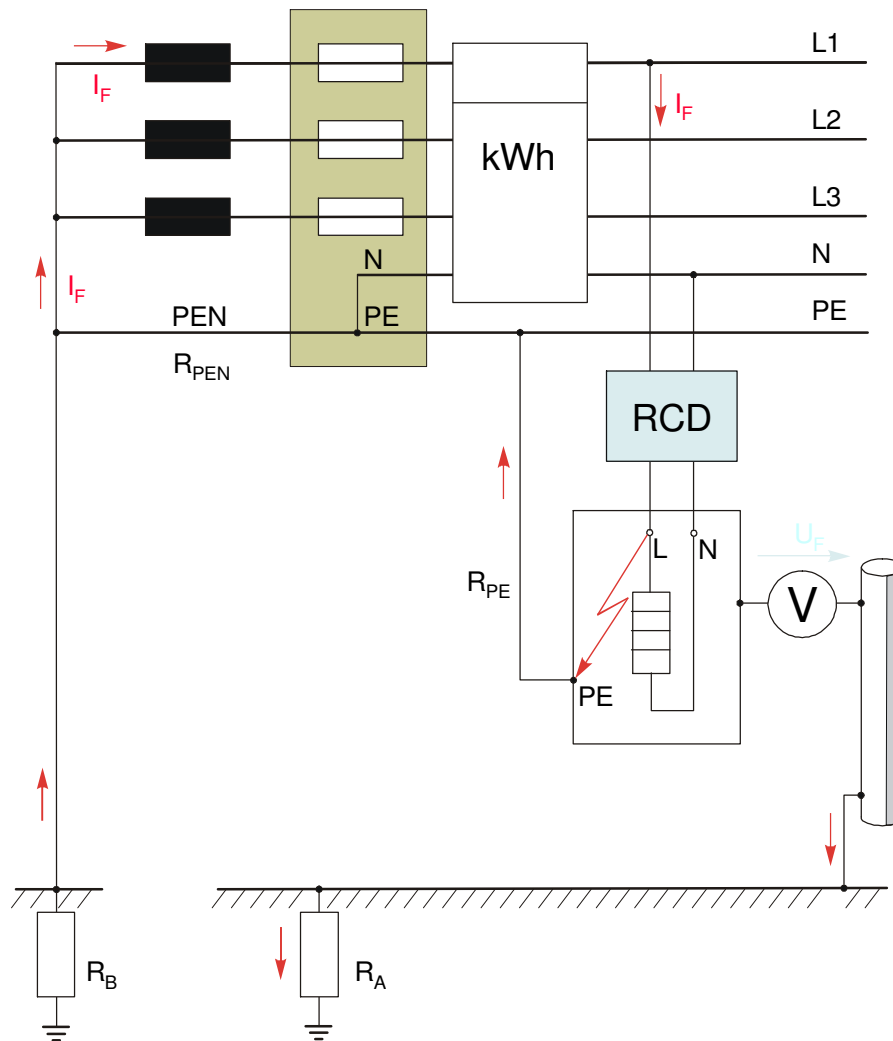 L1
I_F
I_F
L2
kWh
L3
N
N
I_F
PEN
PE
PE
R_PEN
RCD
U_F
L
N
R_PE
V
PE
R_B
R_A